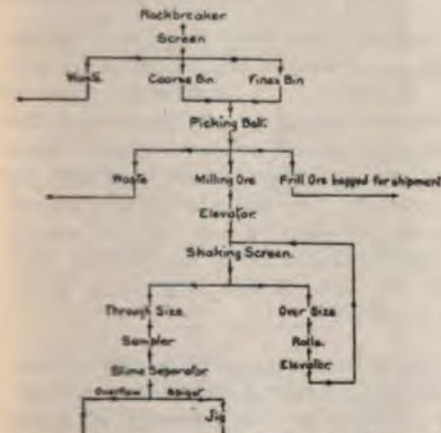 Rockbreaker
Screen
Waste. Coarse Bin. Fines Bin
Picking Belt.
Waste Milling Ore Frill Ore bagged for shipment
Elevator
Shaking Screen.
Through Size. Over Size
Sampler Rolls.
Slime Separator Elevator
Overflow Spigot
Jig